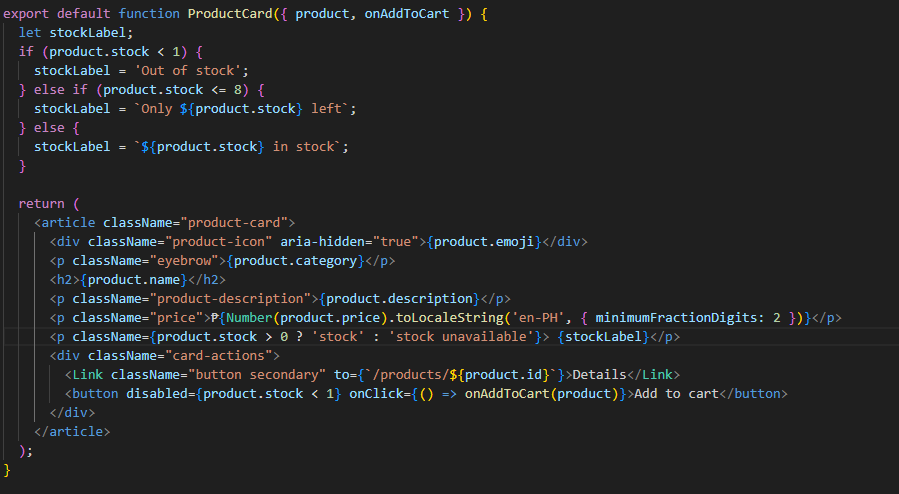 export default function ProductCard({ product, onAddToCart }) {
  let stockLabel;
  if (product.stock < 1) {
    stockLabel = 'Out of stock';
  } else if (product.stock <= 8) {
    stockLabel = `Only ${product.stock} left`;
  } else {
    stockLabel = `${product.stock} in stock`;
  }

  return (
    <article className="product-card">
      <div className="product-icon" aria-hidden="true">{product.emoji}</div>
      <p className="eyebrow">{product.category}</p>
      <h2>{product.name}</h2>
      <p className="product-description">{product.description}</p>
      <p className="price">₱{Number(product.price).toLocaleString('en-PH', { minimumFractionDigits: 2 })}</p>
      <p className={product.stock > 0 ? 'stock' : 'stock unavailable'}> {stockLabel}</p>
      <div className="card-actions">
        <Link className="button secondary" to={`/products/${product.id}`}>Details</Link>
        <button disabled={product.stock < 1} onClick={() => onAddToCart(product)}>Add to cart</button>
      </div>
    </article>
  );
}